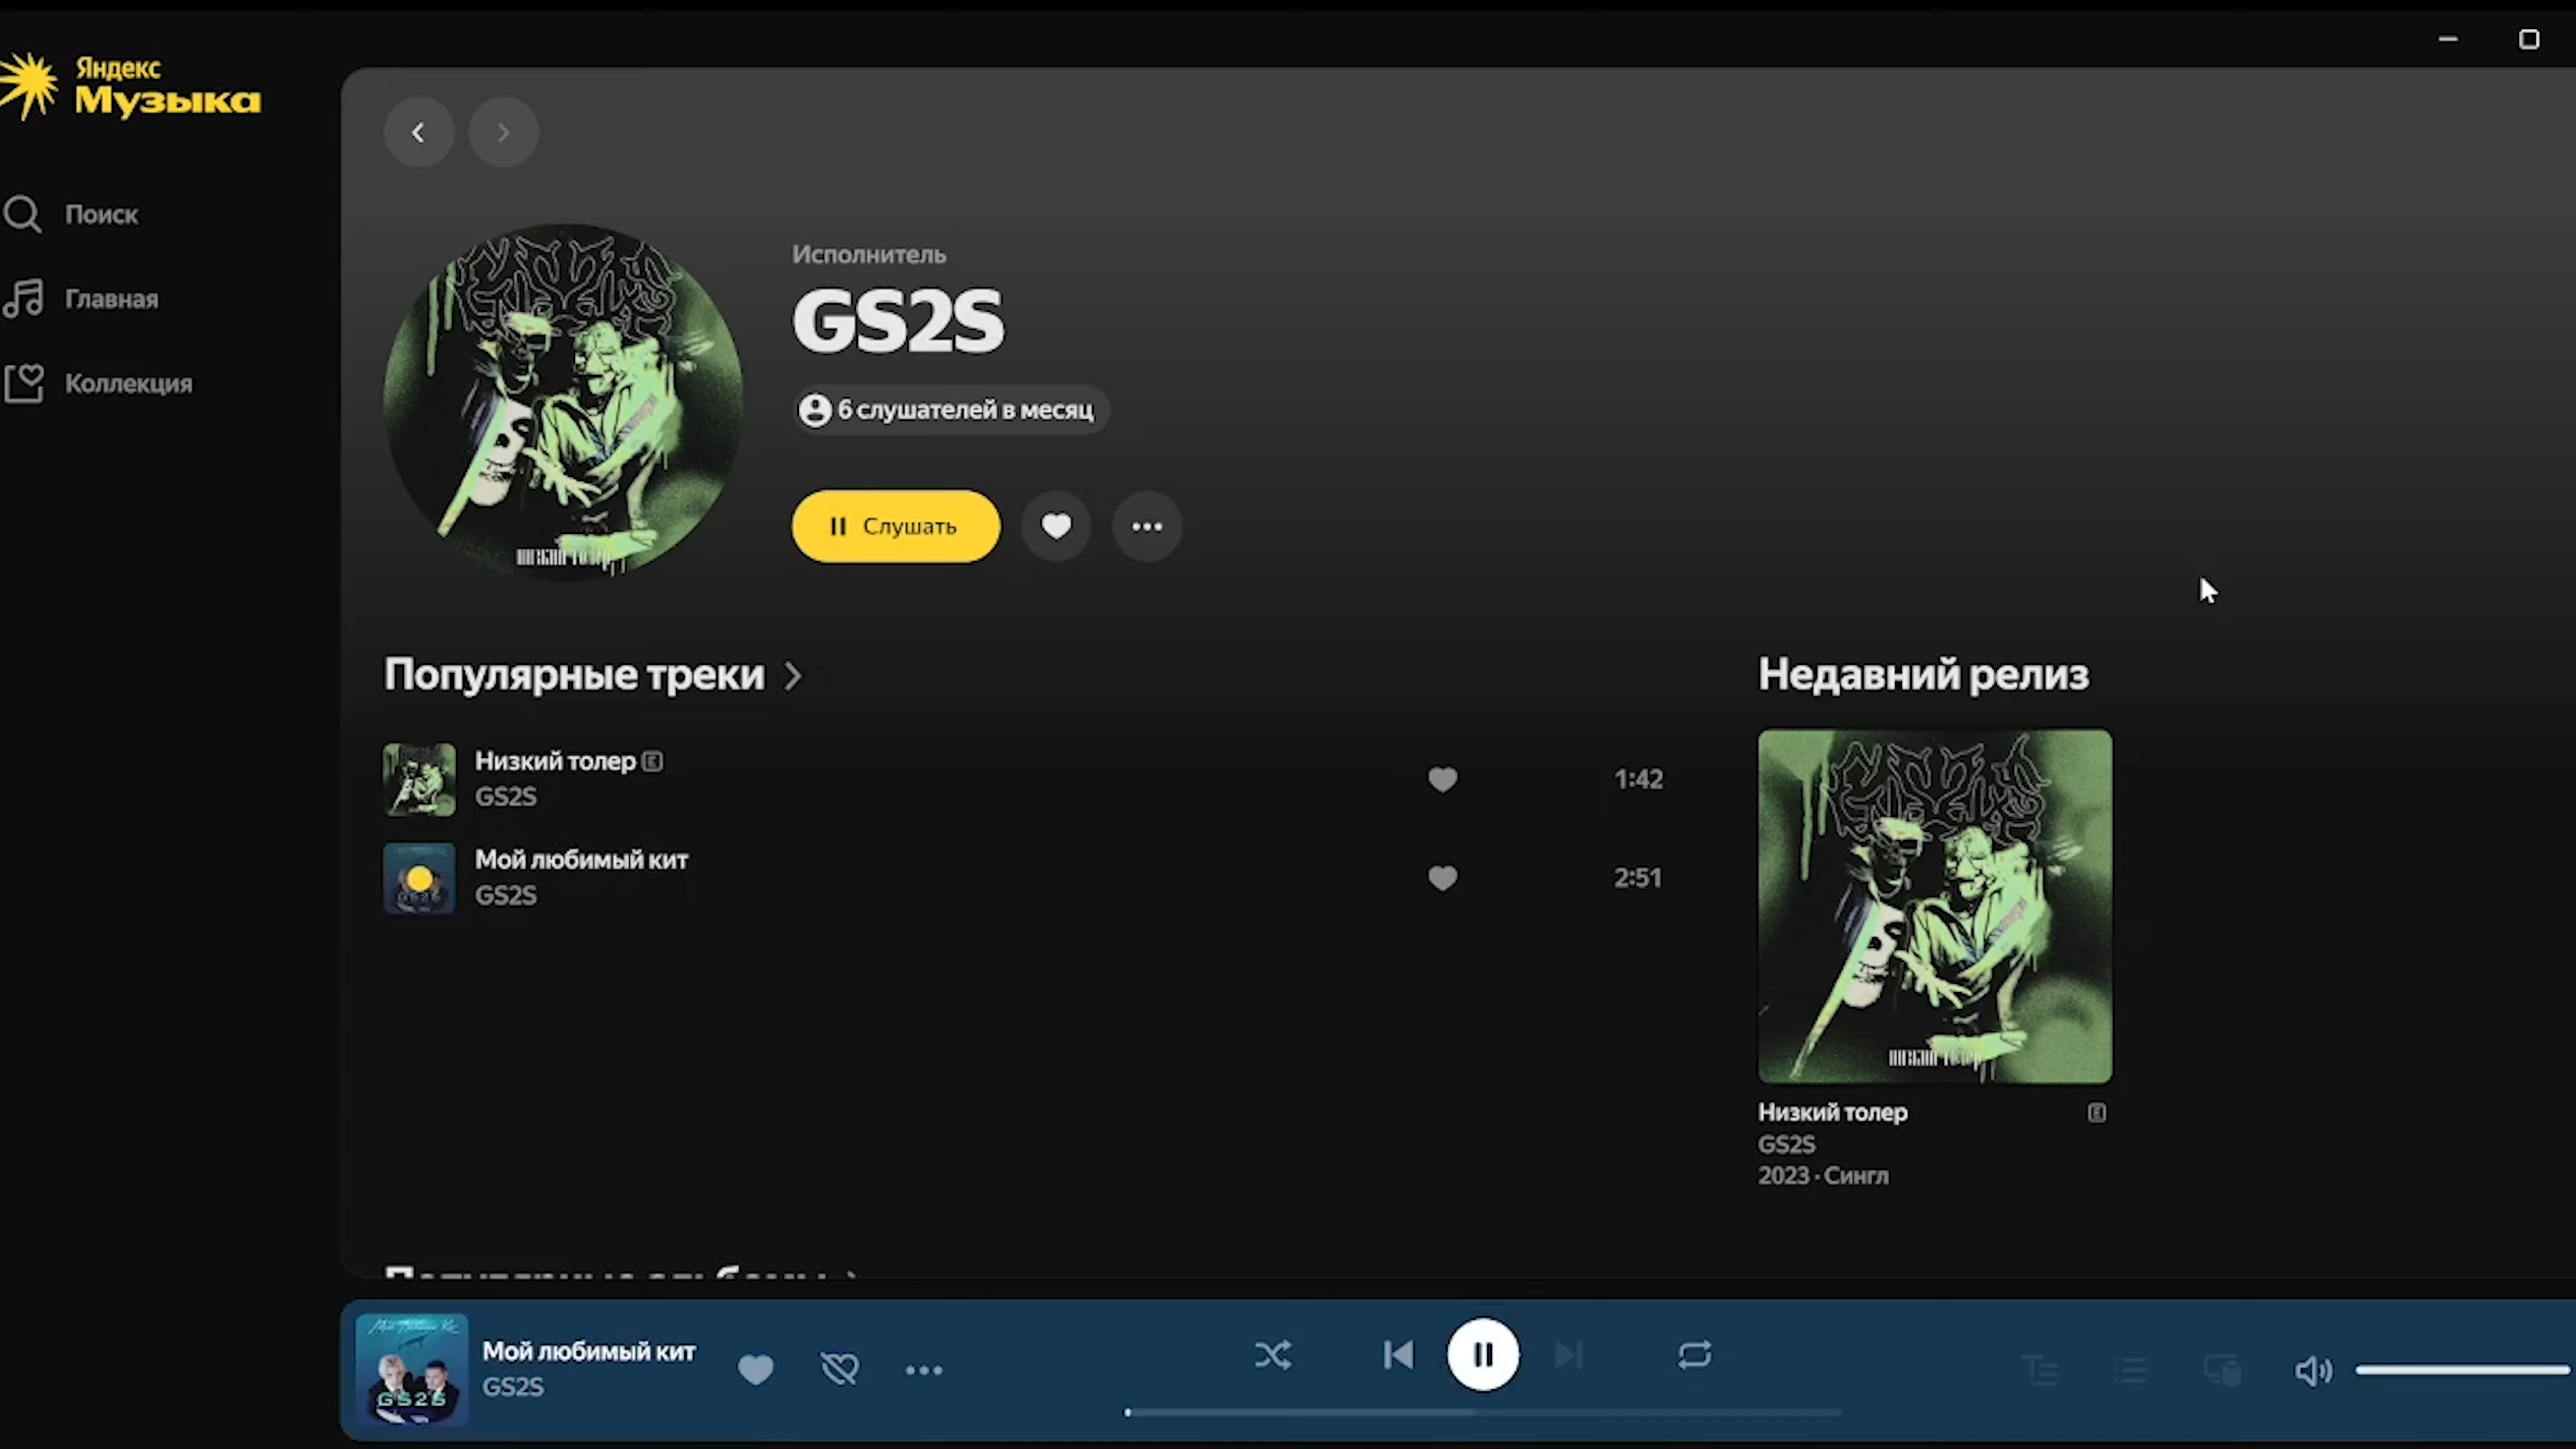 Яндекс
Музыка
Поиск
Главная
Коллекция
Исполнитель
GS2S
6 слушателей в месяц
Слушать
Популярные треки
Недавний релиз
Низкий толер E
GS2S
1:42
Мой любимый кит
GS2S
2:51
Низкий толер E
GS2S
2023 · Сингл
Мой любимый кит
GS2S
GS2S